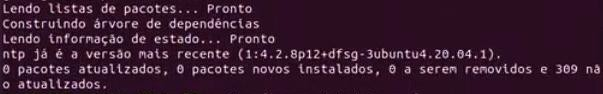 Lendo listas de pacotes... Pronto
Construindo árvore de dependências
Lendo informação de estado... Pronto
ntp já é a versão mais recente (1:4.2.8p12+dfsg-3ubuntu4.20.04.1).
0 pacotes atualizados, 0 pacotes novos instalados, 0 a serem removidos e 309 nã
o atualizados.